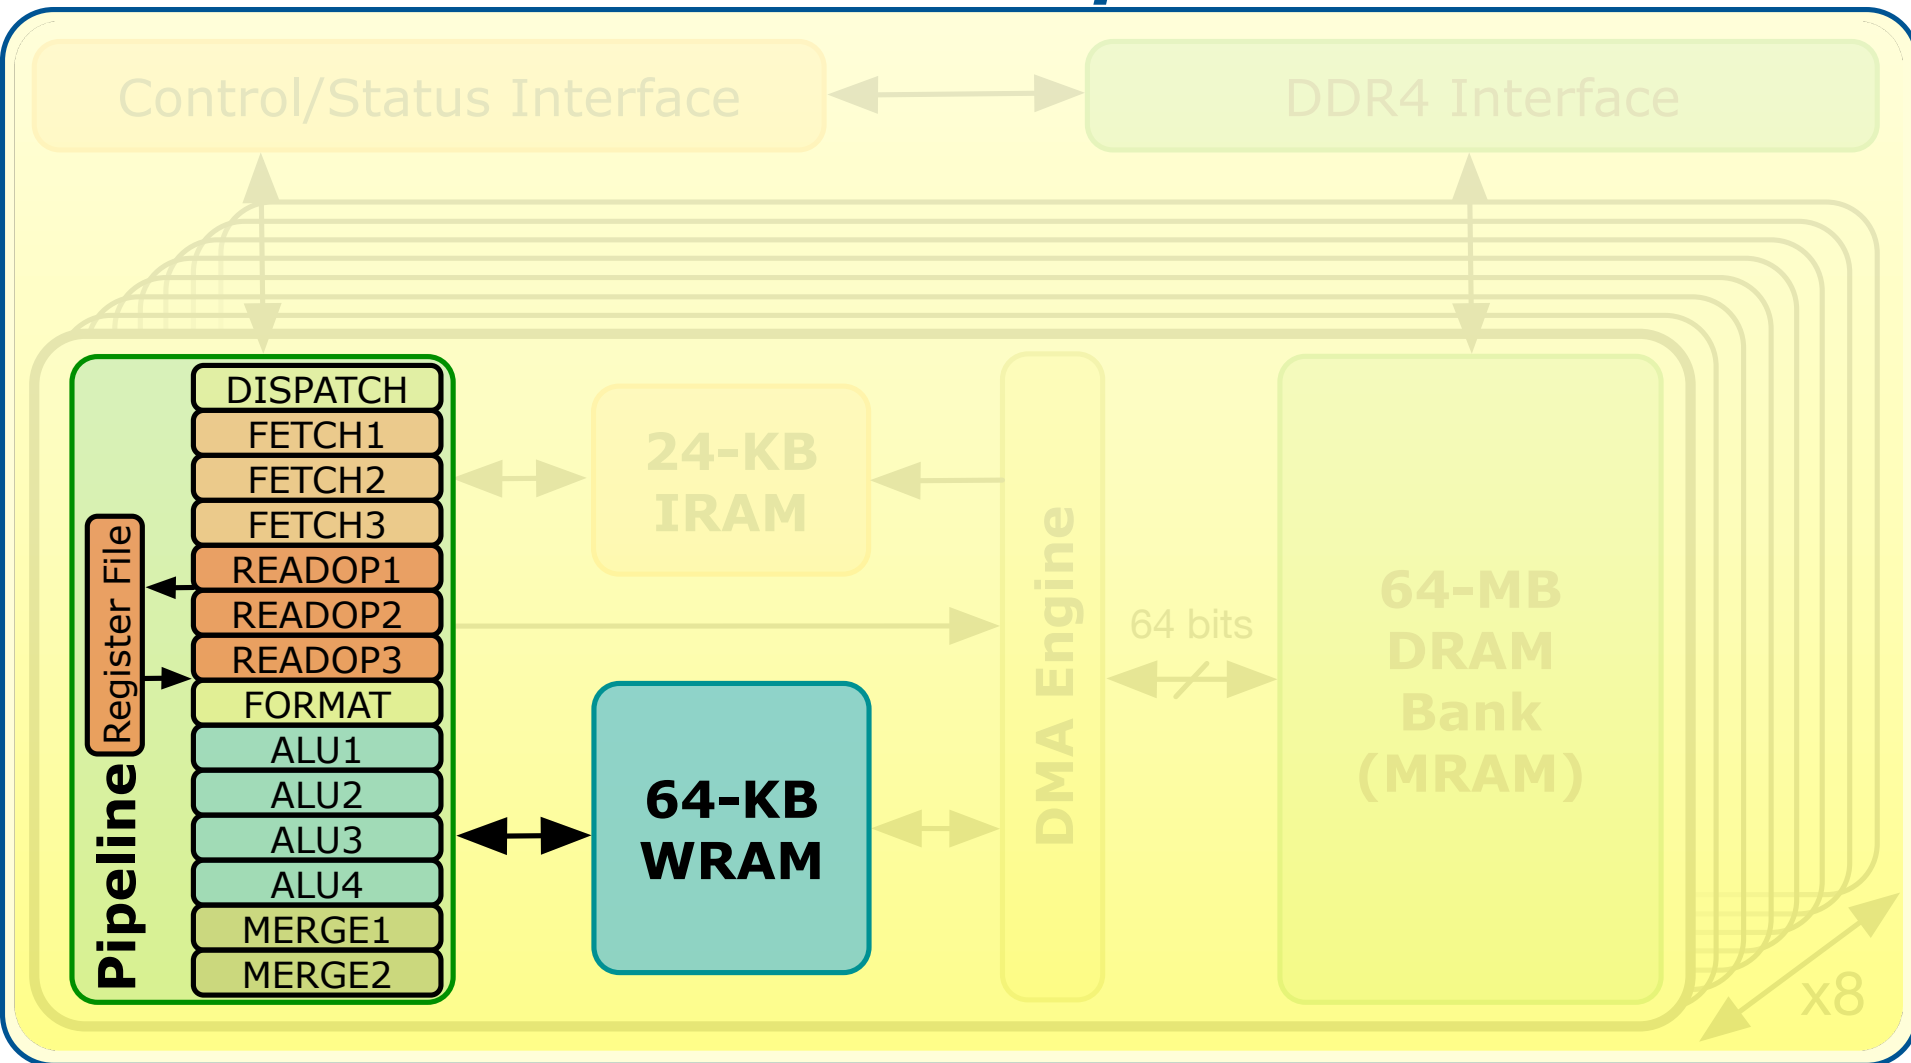 Control/Status Interface
DDR4 Interface
DISPATCH
FETCH1
FETCH2
FETCH3
READOP1
READOP2
READOP3
FORMAT
ALU1
ALU2
ALU3
ALU4
MERGE1
MERGE2
Register File
Pipeline
24-KB
IRAM
64-KB
WRAM
DMA Engine
64 bits
64-MB
DRAM
Bank
(MRAM)
x8